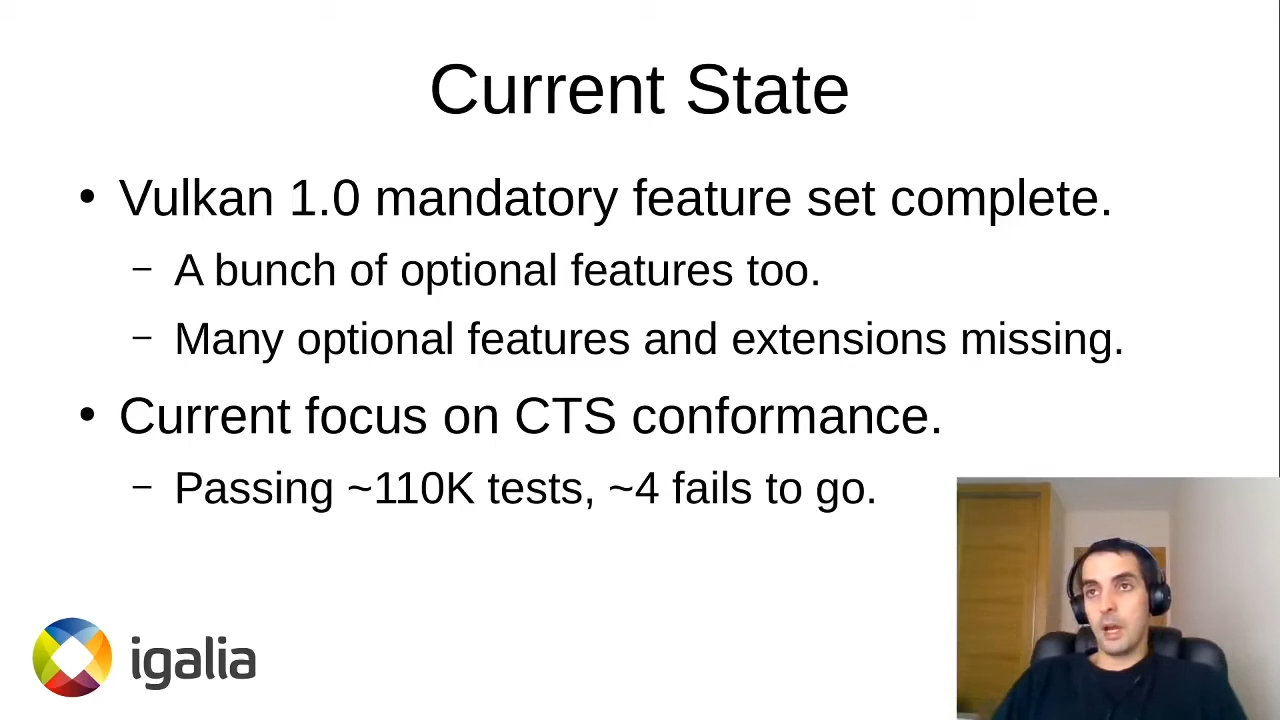 Current State
• Vulkan 1.0 mandatory feature set complete.
– A bunch of optional features too.
– Many optional features and extensions missing.
• Current focus on CTS conformance.
– Passing ~110K tests, ~4 fails to go.
igalia